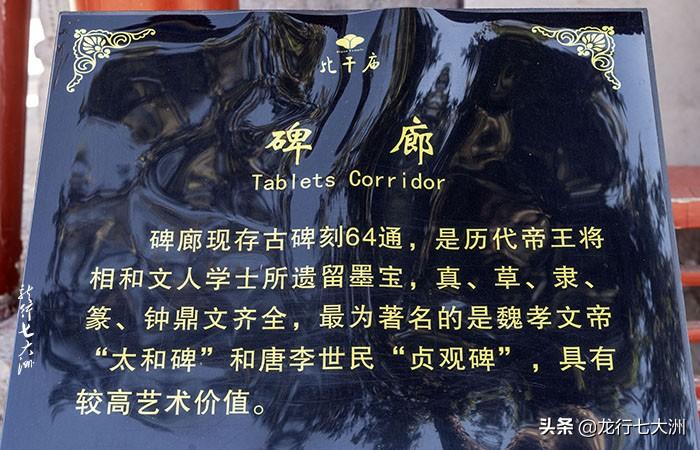 比干庙
碑 廊
Tablets Corridor
碑廊现存古碑刻64通，是历代帝王将
相和文人学士所遗留墨宝，真、草、隶、
篆、钟鼎文齐全，最为著名的是魏孝文帝
“太和碑”和唐李世民“贞观碑”，具有
较高艺术价值。
龙行七大洲
头条 @龙行七大洲